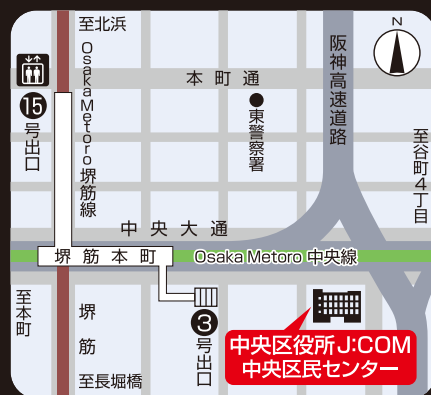 至北浜
N
Osaka Metoro 堺筋線
阪神高速道路
本町通
15
号出口
東警察署
至谷町4丁目
中央大通
堺筋本町
Osaka Metoro 中央線
至本町
堺筋
3
号出口
中央区役所J:COM
中央区民センター
至長堀橋